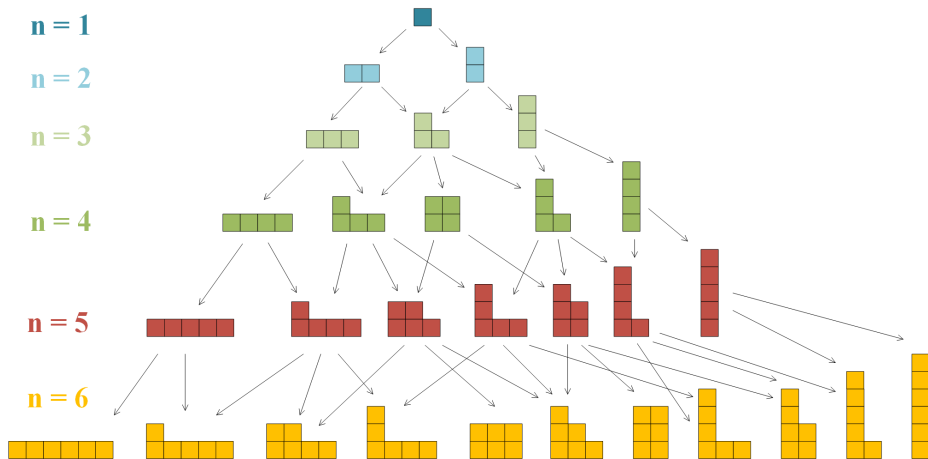 n = 1
n = 2
n = 3
n = 4
n = 5
n = 6